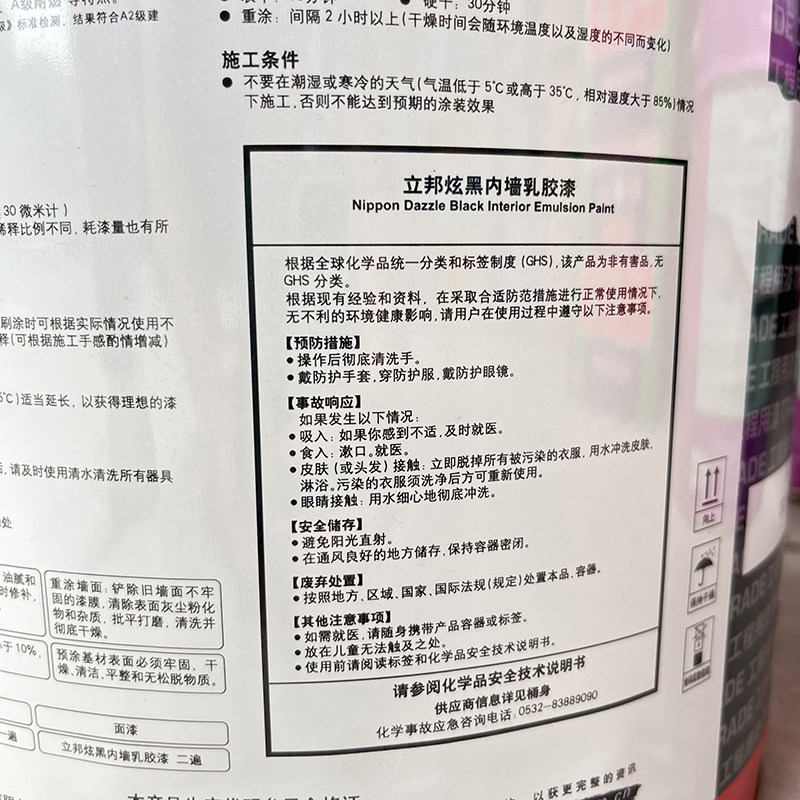 A级耐燃
》标准检测，结果符合A2级建
硬干：30分钟
● 重涂：间隔2小时以上(干燥时间会随环境温度以及湿度的不同而变化)
施工条件
● 不要在潮湿或寒冷的天气(气温低于5℃或高于35℃，相对湿度大于85%)情况
下施工，否则不能达到预期的涂装效果
30微米计)
稀释比例不同，耗漆量也有所
刷涂时可根据实际情况使用不
释(可根据施工手感酌情增减)
5℃)适当延长，以获得理想的漆
请及时使用清水清洗所有器具
处
立邦炫黑内墙乳胶漆
Nippon Dazzle Black Interior Emulsion Paint
根据全球化学品统一分类和标签制度 (GHS)，该产品为非有害品，无
GHS 分类。
根据现有经验和资料，在采取合适防范措施进行正常使用情况下，
无不利的环境健康影响，请用户在使用过程中遵守以下注意事项。
【预防措施】
● 操作后彻底清洗手。
● 戴防护手套，穿防护服，戴防护眼镜。
【事故响应】
如果发生以下情况：
● 吸入：如果你感到不适，及时就医。
● 食入：漱口。就医。
● 皮肤 (或头发) 接触：立即脱掉所有被污染的衣服，用水冲洗皮肤，
淋浴。污染的衣服须洗净后方可重新使用。
● 眼睛接触：用水细心地彻底冲洗。
【安全储存】
● 避免阳光直射。
● 在通风良好的地方储存，保持容器密闭。
【废弃处置】
● 按照地方、区域、国家、国际法规(规定)处置本品、容器。
【其他注意事项】
● 如需就医，请随身携带产品容器或标签。
● 放在儿童无法触及之处。
● 使用前请阅读标签和化学品安全技术说明书。
请参阅化学品安全技术说明书
供应商信息详见桶身
化学事故应急咨询电话：0532-83889090
向上
保持干燥
油腻和
时修补，
重涂墙面：铲除旧墙面不牢
固的漆膜，清除表面灰尘粉化
物和杂质，批平打磨，清洗并
彻底干燥。
小于10%，
预涂基材表面必须牢固、干
燥、清洁、平整和无松脱物质。
面漆
一遍
立邦炫黑内墙乳胶漆 二遍
以获更完整的资讯
RADE
工程用漆
ADE 工程